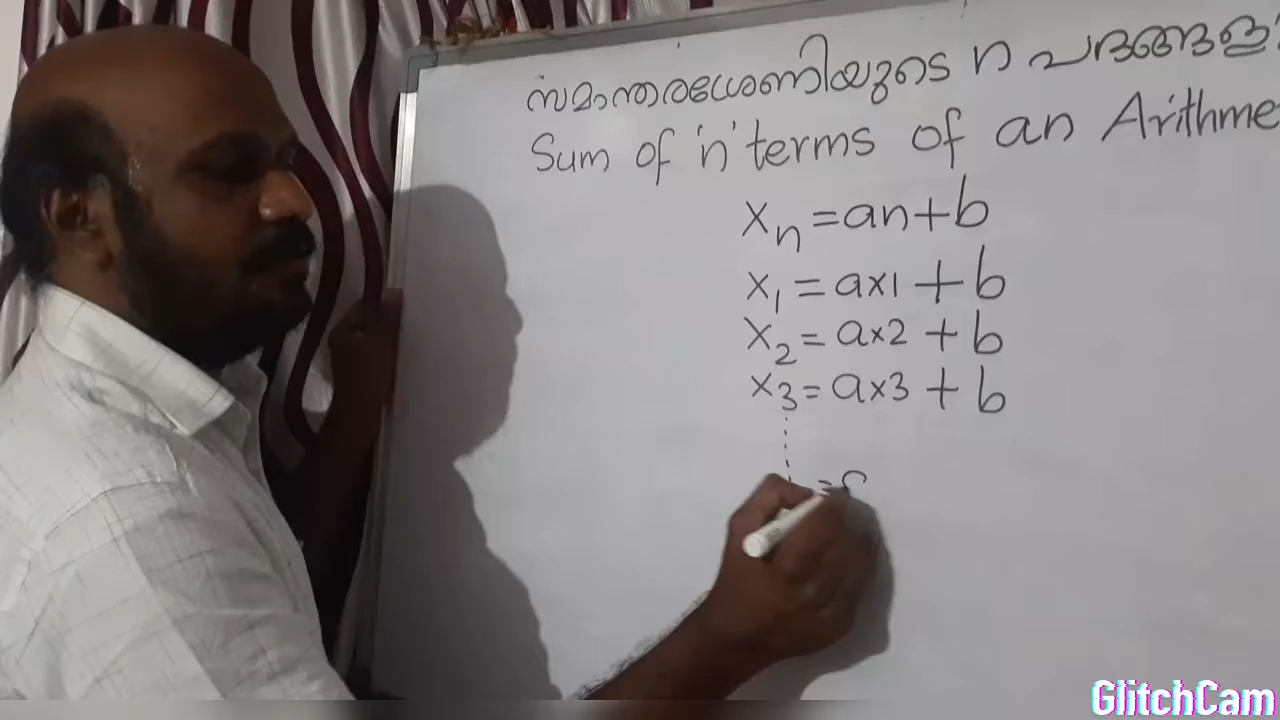 സമാന്തരശ്രേണിയുടെ n പദങ്ങളു
Sum of 'n' terms of an Arithme
xₙ = an + b
x₁ = a×1 + b
x₂ = a×2 + b
x₃ = a×3 + b
GlitchCam